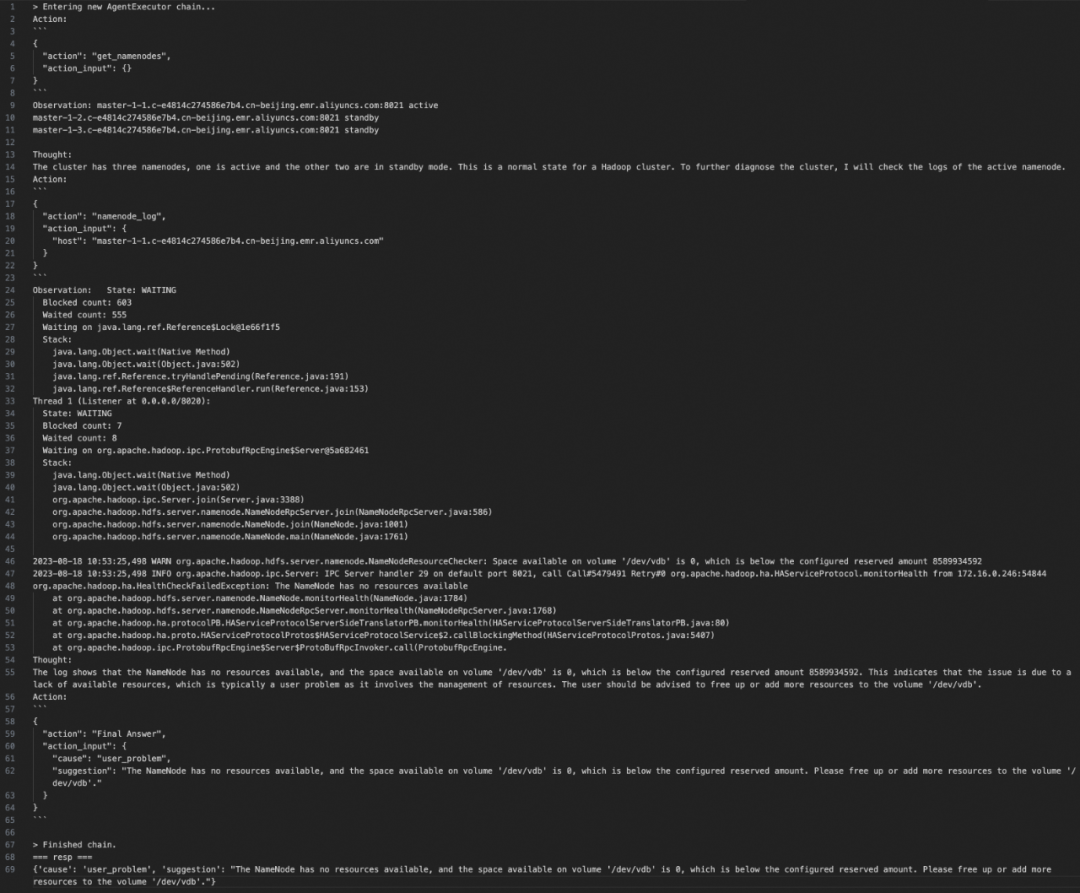 1 > Entering new AgentExecutor chain...
2 Action:
3 ```
4 {
5 "action": "get_namenodes",
6 "action_input": {}
7 }
8 ```
9 Observation: master-1-1.c-e4814c274586e7b4.cn-beijing.emr.aliyuncs.com:8021 active
10 master-1-2.c-e4814c274586e7b4.cn-beijing.emr.aliyuncs.com:8021 standby
11 master-1-3.c-e4814c274586e7b4.cn-beijing.emr.aliyuncs.com:8021 standby
12
13 Thought:
14 The cluster has three namenodes, one is active and the other two are in standby mode. This is a normal state for a Hadoop cluster. To further diagnose the cluster, I will check the logs of the active namenode.
15 Action:
16 ```
17 {
18 "action": "namenode_log",
19 "action_input": {
20 "host": "master-1-1.c-e4814c274586e7b4.cn-beijing.emr.aliyuncs.com"
21 }
22 }
23 ```
24 Observation: State: WAITING
25 Blocked count: 603
26 Waited count: 555
27 Waiting on java.lang.ref.Reference$Lock@1e66f1f5
28 Stack:
29 java.lang.Object.wait(Native Method)
30 java.lang.Object.wait(Object.java:502)
31 java.lang.ref.Reference.tryHandlePending(Reference.java:191)
32 java.lang.ref.Reference$ReferenceHandler.run(Reference.java:153)
33 Thread 1 (Listener at 0.0.0.0/8020):
34 State: WAITING
35 Blocked count: 7
36 Waited count: 8
37 Waiting on org.apache.hadoop.ipc.ProtobufRpcEngine$Server@5a682461
38 Stack:
39 java.lang.Object.wait(Native Method)
40 java.lang.Object.wait(Object.java:502)
41 org.apache.hadoop.ipc.Server.join(Server.java:3388)
42 org.apache.hadoop.hdfs.server.namenode.NameNodeRpcServer.join(NameNodeRpcServer.java:586)
43 org.apache.hadoop.hdfs.server.namenode.NameNode.join(NameNode.java:1001)
44 org.apache.hadoop.hdfs.server.namenode.NameNode.main(NameNode.java:1761)
45
46 2023-08-18 10:53:25,498 WARN org.apache.hadoop.hdfs.server.namenode.NameNodeResourceChecker: Space available on volume '/dev/vdb' is 0, which is below the configured reserved amount 8589934592
47 2023-08-18 10:53:25,498 INFO org.apache.hadoop.ipc.Server: IPC Server handler 29 on default port 8021, call Call#5479491 Retry#0 org.apache.hadoop.ha.HAServiceProtocol.monitorHealth from 172.16.0.246:54844
48 org.apache.hadoop.ha.HealthCheckFailedException: The NameNode has no resources available
49 at org.apache.hadoop.hdfs.server.namenode.NameNode.monitorHealth(NameNode.java:1784)
50 at org.apache.hadoop.hdfs.server.namenode.NameNodeRpcServer.monitorHealth(NameNodeRpcServer.java:1768)
51 at org.apache.hadoop.ha.protocolPB.HAServiceProtocolServerSideTranslatorPB.monitorHealth(HAServiceProtocolServerSideTranslatorPB.java:80)
52 at org.apache.hadoop.ha.proto.HAServiceProtocolProtos$HAServiceProtocolService$2.callBlockingMethod(HAServiceProtocolProtos.java:5407)
53 at org.apache.hadoop.ipc.ProtobufRpcEngine$Server$ProtoBufRpcInvoker.call(ProtobufRpcEngine.
54 Thought:
55 The log shows that the NameNode has no resources available, and the space available on volume '/dev/vdb' is 0, which is below the configured reserved amount 8589934592. This indicates that the issue is due to a
lack of available resources, which is typically a user problem as it involves the management of resources. The user should be advised to free up or add more resources to the volume '/dev/vdb'.
56 Action:
57 ```
58 {
59 "action": "Final Answer",
60 "action_input": {
61 "cause": "user_problem",
62 "suggestion": "The NameNode has no resources available, and the space available on volume '/dev/vdb' is 0, which is below the configured reserved amount. Please free up or add more resources to the volume '/
dev/vdb'."
63 }
64 }
65 ```
66
67 > Finished chain.
68 === resp ===
69 {'cause': 'user_problem', 'suggestion': "The NameNode has no resources available, and the space available on volume '/dev/vdb' is 0, which is below the configured reserved amount. Please free up or add more
resources to the volume '/dev/vdb'."}